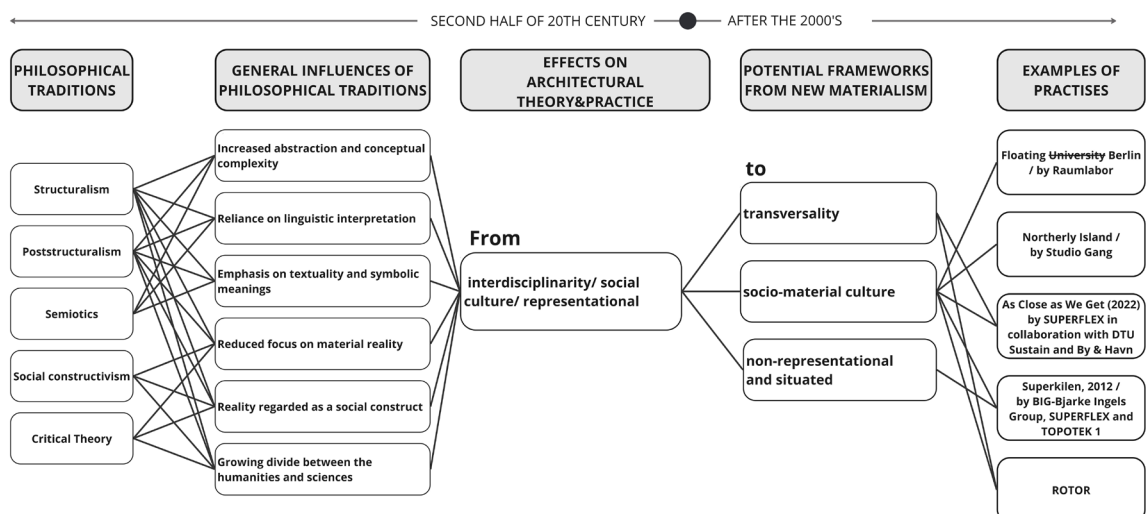 SECOND HALF OF 20TH CENTURY
AFTER THE 2000'S
PHILOSOPHICAL
TRADITIONS
GENERAL INFLUENCES OF
PHILOSOPHICAL TRADITIONS
EFFECTS ON
ARCHITECTURAL
THEORY&PRACTICE
POTENTIAL FRAMEWORKS
FROM NEW MATERIALISM
EXAMPLES OF
PRACTISES
Structuralism
Poststructuralism
Semiotics
Social constructivism
Critical Theory
Increased abstraction and conceptual
complexity
Reliance on linguistic interpretation
Emphasis on textuality and symbolic
meanings
Reduced focus on material reality
Reality regarded as a social construct
Growing divide between the
humanities and sciences
From
interdisciplinarity/ social
culture/ representational
to
transversality
socio-material culture
non-representational
and situated
Floating University Berlin
/ by Raumlabor
Northerly Island /
by Studio Gang
As Close as We Get (2022)
by SUPERFLEX in
collaboration with DTU
Sustain and By & Havn
Superkilen, 2012 /
by BIG-Bjarke Ingels
Group, SUPERFLEX and
TOPOTEK 1
ROTOR